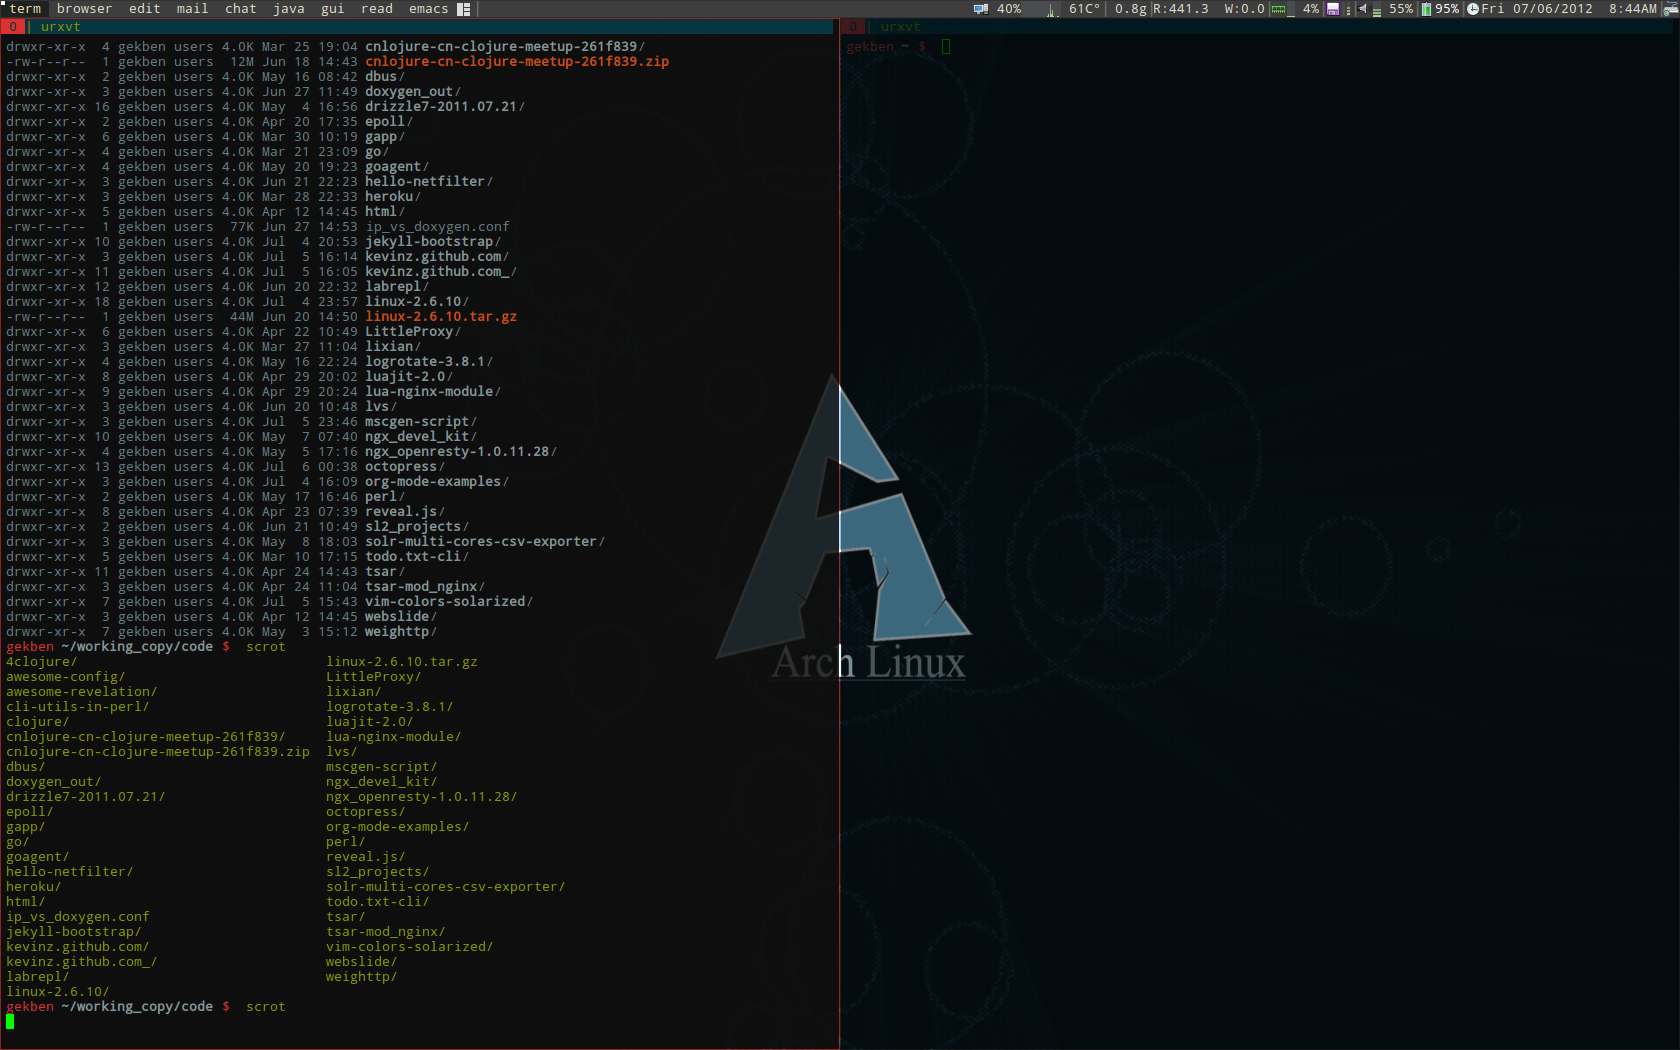 term browser edit mail chat java gui read emacs 40% 61C° 0.8g R:441.3 W:0.0 4% 55% 95% Fri 07/06/2012 8:44AM
0 | urxvt
0 | urxvt
drwxr-xr-x 4 gekben users 4.0K Mar 25 19:04 cnlojure-cn-clojure-meetup-261f839/
-rw-r--r-- 1 gekben users 12M Jun 18 14:43 cnlojure-cn-clojure-meetup-261f839.zip
drwxr-xr-x 2 gekben users 4.0K May 16 08:42 dbus/
drwxr-xr-x 3 gekben users 4.0K Jun 27 11:49 doxygen_out/
drwxr-xr-x 16 gekben users 4.0K May 4 16:56 drizzle7-2011.07.21/
drwxr-xr-x 2 gekben users 4.0K Apr 20 17:35 epoll/
drwxr-xr-x 6 gekben users 4.0K Mar 30 10:19 gapp/
drwxr-xr-x 4 gekben users 4.0K Mar 21 23:09 go/
drwxr-xr-x 4 gekben users 4.0K May 20 19:23 goagent/
drwxr-xr-x 3 gekben users 4.0K Jun 21 22:23 hello-netfilter/
drwxr-xr-x 3 gekben users 4.0K Mar 28 22:33 heroku/
drwxr-xr-x 5 gekben users 4.0K Apr 12 14:45 html/
-rw-r--r-- 1 gekben users 77K Jun 27 14:53 ip_vs_doxygen.conf
drwxr-xr-x 10 gekben users 4.0K Jul 4 20:53 jekyll-bootstrap/
drwxr-xr-x 3 gekben users 4.0K Jul 5 16:14 kevinz.github.com/
drwxr-xr-x 11 gekben users 4.0K Jul 5 16:05 kevinz.github.com_/
drwxr-xr-x 12 gekben users 4.0K Jun 20 22:32 labrepl/
drwxr-xr-x 18 gekben users 4.0K Jul 4 23:57 linux-2.6.10/
-rw-r--r-- 1 gekben users 44M Jun 20 14:50 linux-2.6.10.tar.gz
drwxr-xr-x 6 gekben users 4.0K Apr 22 10:49 LittleProxy/
drwxr-xr-x 3 gekben users 4.0K Mar 27 11:04 lixian/
drwxr-xr-x 4 gekben users 4.0K May 16 22:24 logrotate-3.8.1/
drwxr-xr-x 8 gekben users 4.0K Apr 29 20:02 luajit-2.0/
drwxr-xr-x 9 gekben users 4.0K Apr 29 20:24 lua-nginx-module/
drwxr-xr-x 3 gekben users 4.0K Jun 20 10:48 lvs/
drwxr-xr-x 3 gekben users 4.0K Jul 5 23:46 mscgen-script/
drwxr-xr-x 10 gekben users 4.0K May 7 07:40 ngx_devel_kit/
drwxr-xr-x 4 gekben users 4.0K May 5 17:16 ngx_openresty-1.0.11.28/
drwxr-xr-x 13 gekben users 4.0K Jul 6 00:38 octopress/
drwxr-xr-x 3 gekben users 4.0K Jul 4 16:09 org-mode-examples/
drwxr-xr-x 2 gekben users 4.0K May 17 16:46 perl/
drwxr-xr-x 8 gekben users 4.0K Apr 23 07:39 reveal.js/
drwxr-xr-x 2 gekben users 4.0K Jun 21 10:49 sl2_projects/
drwxr-xr-x 3 gekben users 4.0K May 8 18:03 solr-multi-cores-csv-exporter/
drwxr-xr-x 5 gekben users 4.0K Mar 10 17:15 todo.txt-cli/
drwxr-xr-x 11 gekben users 4.0K Apr 24 14:43 tsar/
drwxr-xr-x 3 gekben users 4.0K Apr 24 11:04 tsar-mod_nginx/
drwxr-xr-x 7 gekben users 4.0K Jul 5 15:43 vim-colors-solarized/
drwxr-xr-x 3 gekben users 4.0K Apr 12 14:45 webslide/
drwxr-xr-x 7 gekben users 4.0K May 3 15:12 weighttp/
gekben ~/working_copy/code $ scrot
4clojure/ linux-2.6.10.tar.gz
awesome-config/ LittleProxy/
awesome-revelation/ lixian/
cli-utils-in-perl/ logrotate-3.8.1/
clojure/ luajit-2.0/
cnlojure-cn-clojure-meetup-261f839/ lua-nginx-module/
cnlojure-cn-clojure-meetup-261f839.zip lvs/
dbus/ mscgen-script/
doxygen_out/ ngx_devel_kit/
drizzle7-2011.07.21/ ngx_openresty-1.0.11.28/
epoll/ octopress/
gapp/ org-mode-examples/
go/ perl/
goagent/ reveal.js/
hello-netfilter/ sl2_projects/
heroku/ solr-multi-cores-csv-exporter/
html/ todo.txt-cli/
ip_vs_doxygen.conf tsar/
jekyll-bootstrap/ tsar-mod_nginx/
kevinz.github.com/ vim-colors-solarized/
kevinz.github.com_/ webslide/
labrepl/ weighttp/
linux-2.6.10/
gekben ~/working_copy/code $ scrot
gekben ~ $
Arch Linux